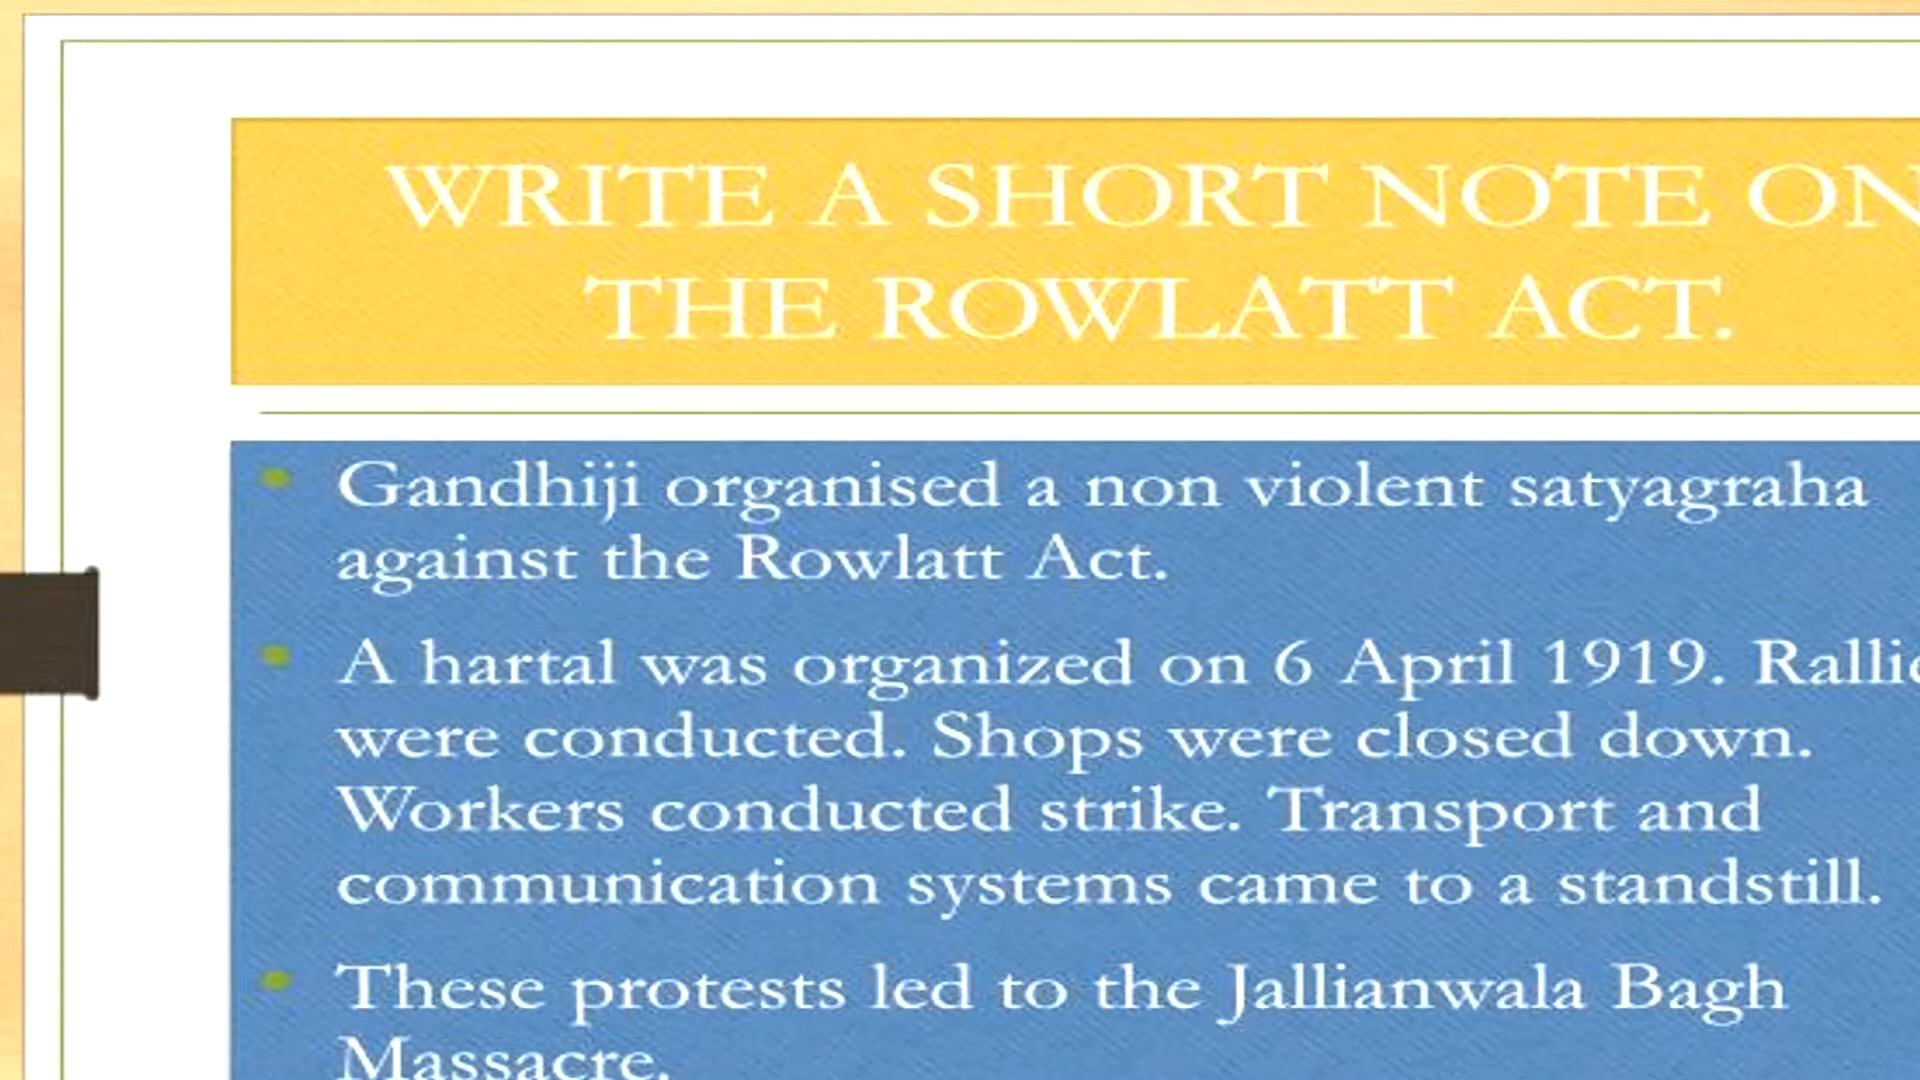 WRITE A SHORT NOTE ON
THE ROWLATT ACT.
Gandhiji organised a non violent satyagraha
against the Rowlatt Act.
A hartal was organized on 6 April 1919.
were conducted. Shops were closed down.
Workers conducted strike. Transport and
communication systems came to a standstill.
These protests led to the Jallianwala Bagh
Massacre.